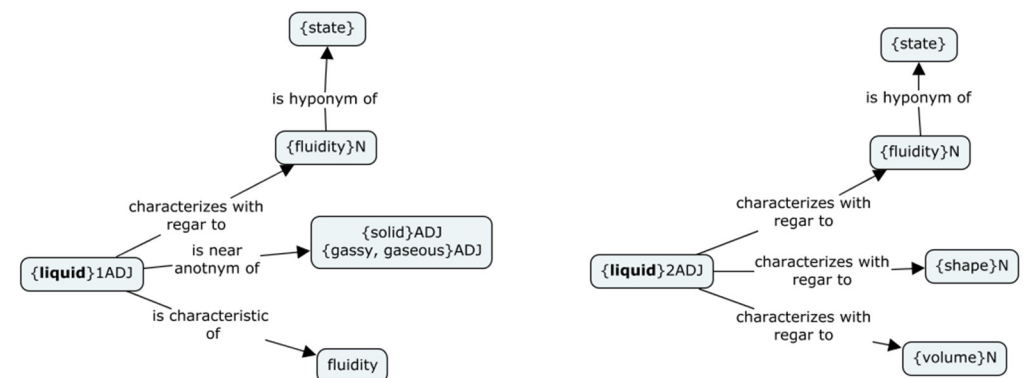 {state}
is hyponym of
{fluidity}N
characterizes with
regar to
is near
anotnym of
{solid}ADJ
{gassy, gaseous}ADJ
{liquid}1ADJ
is characteristic
of
fluidity
{state}
is hyponym of
{fluidity}N
characterizes with
regar to
{liquid}2ADJ
characterizes with
regar to
{shape}N
characterizes with
regar to
{volume}N